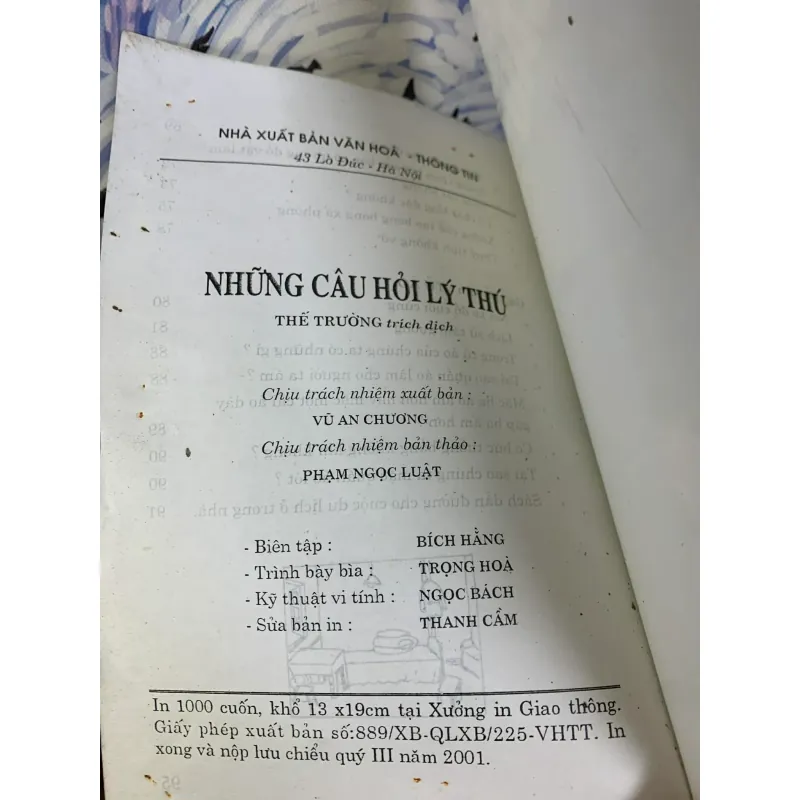 NHÀ XUẤT BẢN VĂN HOÁ - THÔNG TIN
43 Lò Đúc - Hà Nội
NHỮNG CÂU HỎI LÝ THÚ
THẾ TRƯỜNG trích dịch
Chịu trách nhiệm xuất bản :
VŨ AN CHƯƠNG
Chịu trách nhiệm bản thảo :
PHẠM NGỌC LUẬT
- Biên tập : BÍCH HẰNG
- Trình bày bìa : TRỌNG HOÀ
- Kỹ thuật vi tính : NGỌC BÁCH
- Sửa bản in : THANH CẦM
In 1000 cuốn, khổ 13 x19cm tại Xưởng in Giao thông.
Giấy phép xuất bản số:889/XB-QLXB/225-VHTT. In
xong và nộp lưu chiểu quý III năm 2001.